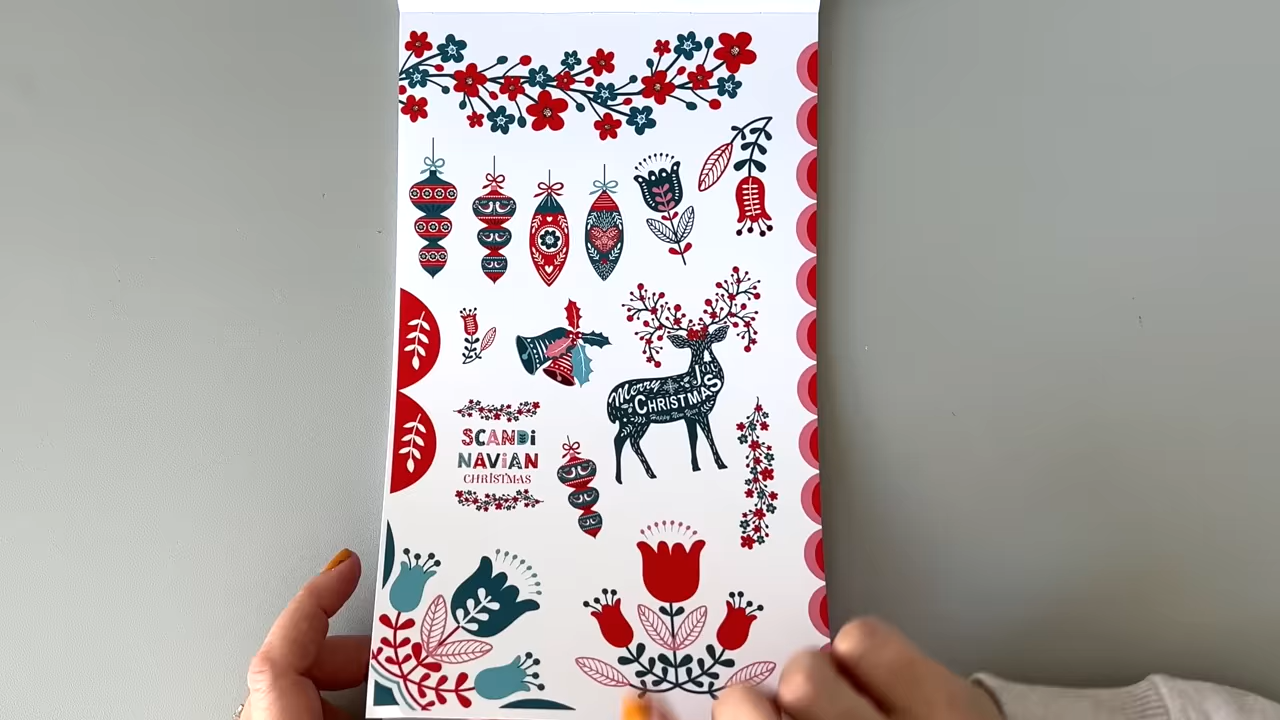 Merry
Joy
CHRISTMAS
Happy New Year
SCANDi
NAViAN
CHRISTMAS